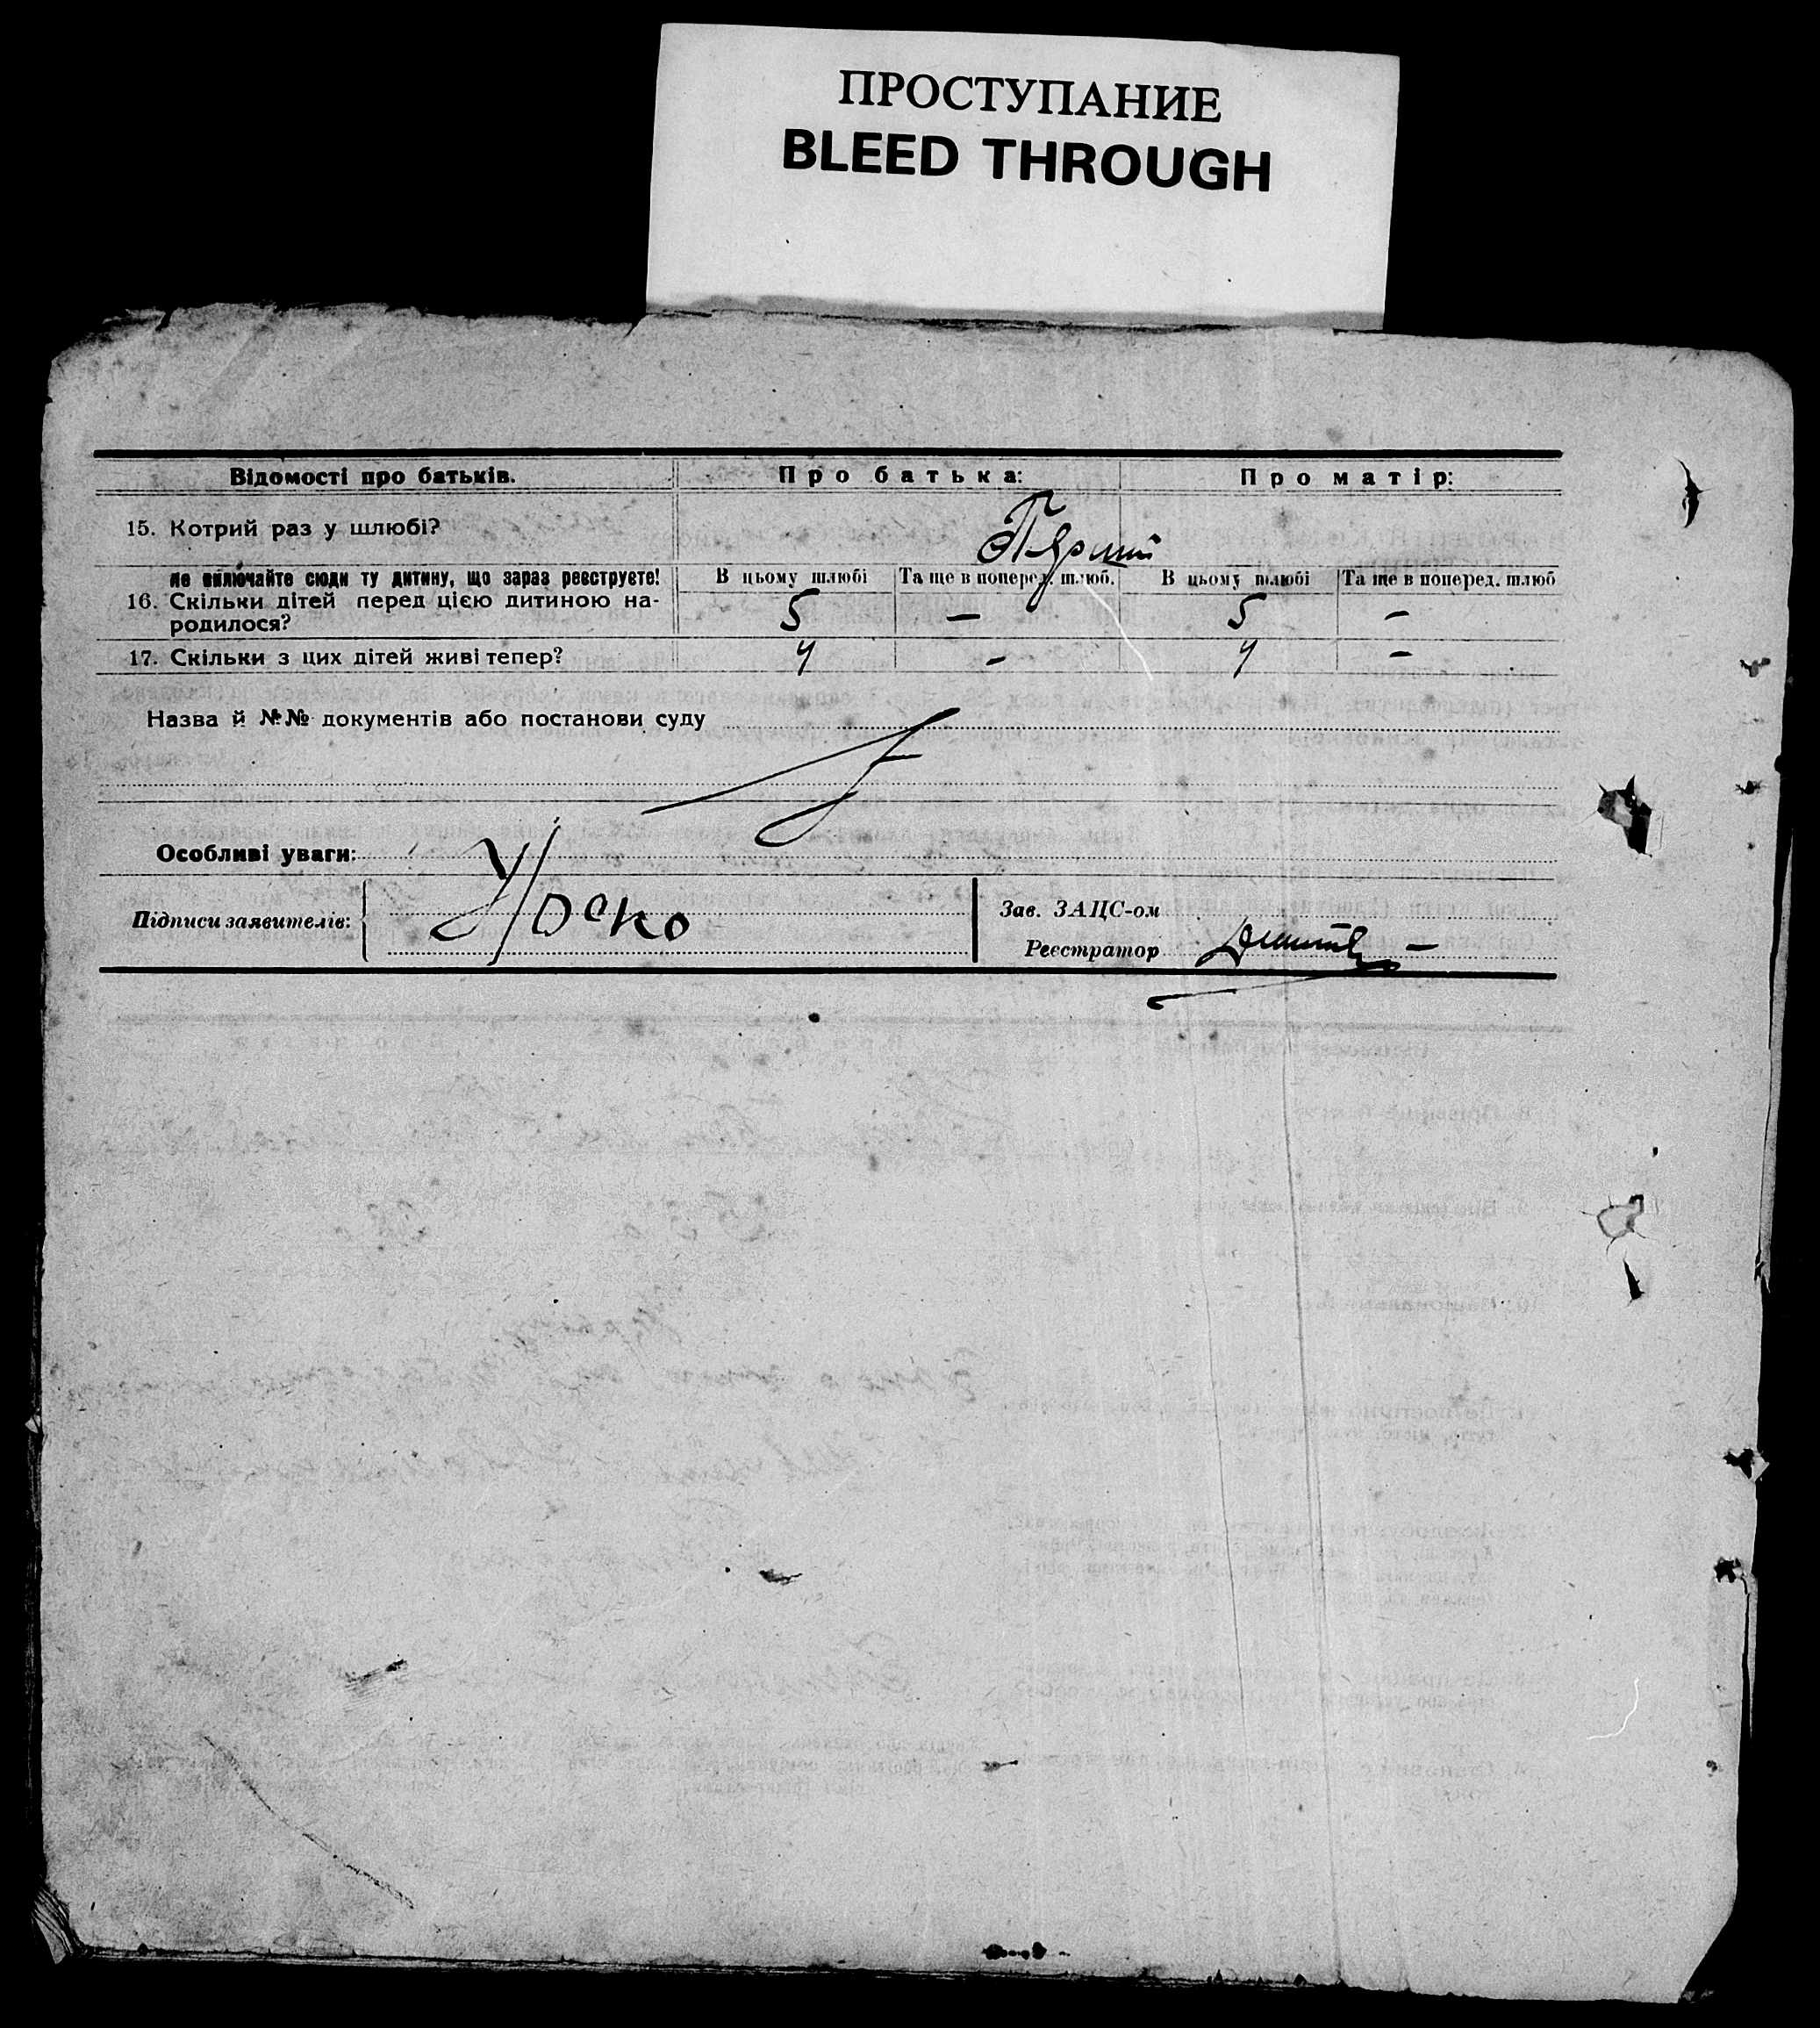 ПРОСТУПАНИЕ
BLEED THROUGH
Відомості про батьків. Про батька: Про матір:
15. Котрий раз у шлюбі? Перший
не включайте сюди ту дитину, що зараз реєструєте! В цьому шлюбі Та ще в поперед. шлюб. В цьому шлюбі Та ще в поперед. шлюб
16. Скільки дітей перед цією дитиною на- 5 — 5 —
родилося?
17. Скільки з цих дітей живі тепер? 4 — 4 —
Назва й №№ документів або постанови суду
Особливі уваги:
Підписи заявителів: Зав. ЗАЦС-ом
Реєстратор